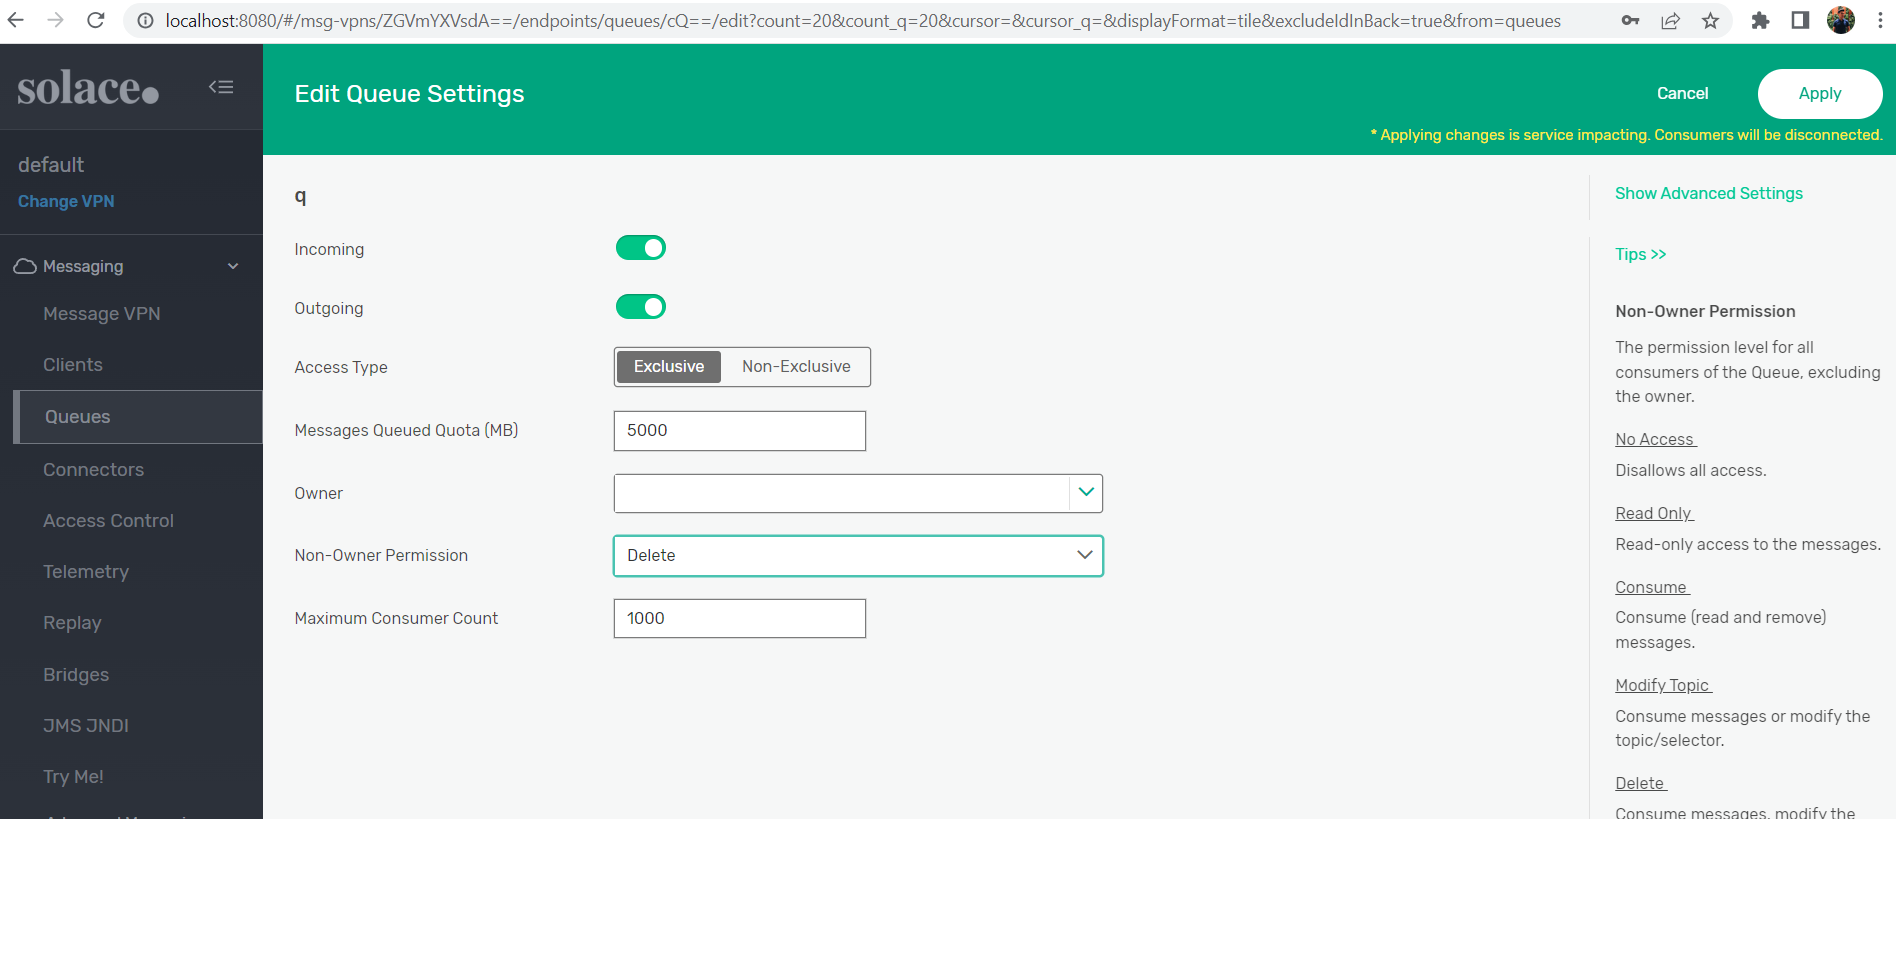 localhost:8080/#/msg-vpns/ZGVmYXVsdA==/endpoints/queues/cQ==/edit?count=20&count_q=20&cursor=&cursor_q=&displayFormat=tile&excludeIdInBack=true&from=queues
solace.
Edit Queue Settings
Cancel
Apply
* Applying changes is service impacting. Consumers will be disconnected.
default
Change VPN
Messaging
Message VPN
Clients
Queues
Connectors
Access Control
Telemetry
Replay
Bridges
JMS JNDI
Try Me!
q
Incoming
Outgoing
Access Type
Exclusive
Non-Exclusive
Messages Queued Quota (MB)
5000
Owner
Non-Owner Permission
Delete
Maximum Consumer Count
1000
Show Advanced Settings
Tips >>
Non-Owner Permission
The permission level for all
consumers of the Queue, excluding
the owner.
No Access
Disallows all access.
Read Only
Read-only access to the messages.
Consume
Consume (read and remove)
messages.
Modify Topic
Consume messages or modify the
topic/selector.
Delete
Consume messages, modify the